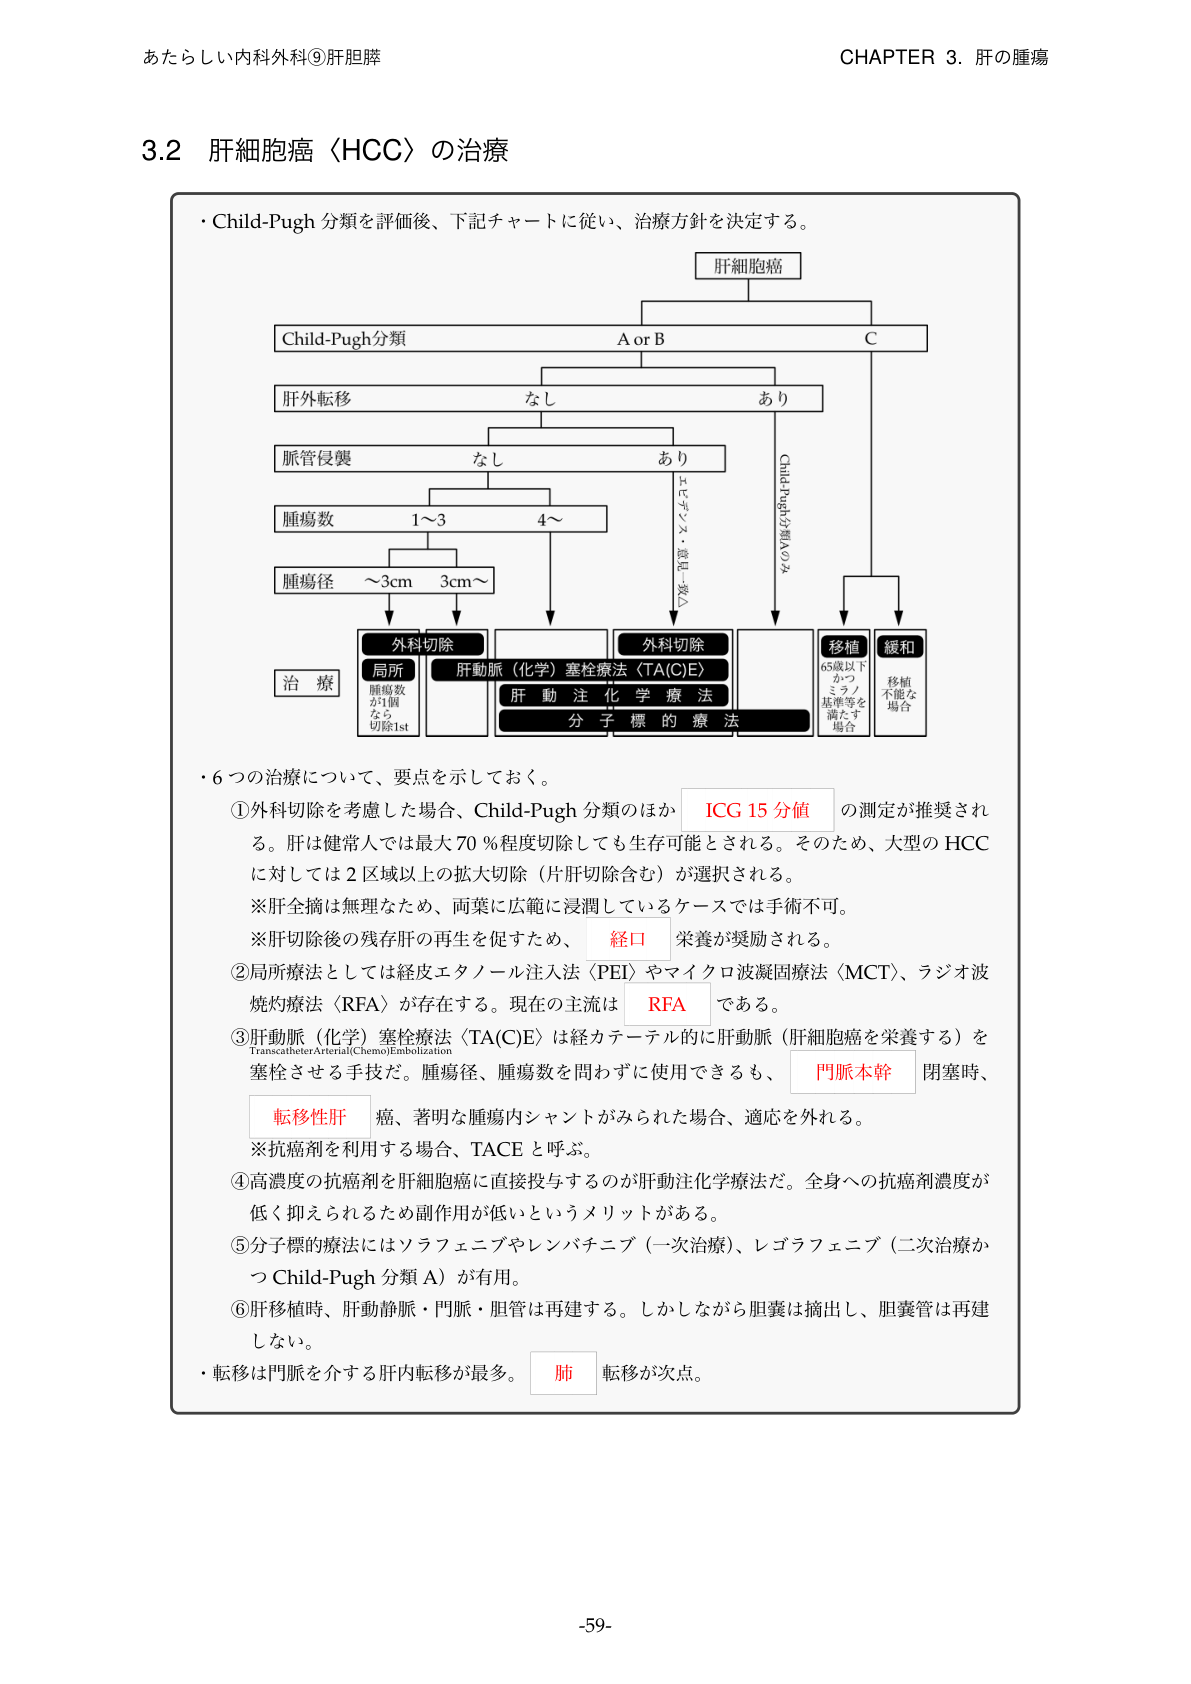 あたらしい内科外科⑨肝胆膵
CHAPTER 3. 肝の腫瘍
3.2 肝細胞癌〈HCC〉の治療
・Child-Pugh 分類を評価後、下記チャートに従い、治療方針を決定する。
肝細胞癌
Child-Pugh分類 A or B C
肝外転移 なし あり
脈管侵襲 なし あり
腫瘍数 1〜3 4〜
腫瘍径 〜3cm 3cm〜
エビデンス・意見一致△
Child-Pugh分類Aのみ
治 療
外科切除
局所
腫瘍数
が1個
なら
切除1st
外科切除
肝動脈（化学）塞栓療法〈TA(C)E〉
肝動注化学療法
分子標的療法
移植
65歳以下
かつ
ミラノ
基準等を
満たす
場合
緩和
移植
不能な
場合
・6 つの治療について、要点を示しておく。
①外科切除を考慮した場合、Child-Pugh 分類のほか ICG 15 分値 の測定が推奨され
る。肝は健常人では最大 70 %程度切除しても生存可能とされる。そのため、大型の HCC
に対しては 2 区域以上の拡大切除（片肝切除含む）が選択される。
※肝全摘は無理なため、両葉に広範に浸潤しているケースでは手術不可。
※肝切除後の残存肝の再生を促すため、 経口 栄養が奨励される。
②局所療法としては経皮エタノール注入法〈PEI〉やマイクロ波凝固療法〈MCT〉、ラジオ波
焼灼療法〈RFA〉が存在する。現在の主流は RFA である。
③肝動脈（化学）塞栓療法〈TA(C)E〉は経カテーテル的に肝動脈（肝細胞癌を栄養する）を
TranscatheterArterial(Chemo)Embolization
塞栓させる手技だ。腫瘍径、腫瘍数を問わずに使用できるも、 門脈本幹 閉塞時、
転移性肝 癌、著明な腫瘍内シャントがみられた場合、適応を外れる。
※抗癌剤を利用する場合、TACE と呼ぶ。
④高濃度の抗癌剤を肝細胞癌に直接投与するのが肝動注化学療法だ。全身への抗癌剤濃度が
低く抑えられるため副作用が低いというメリットがある。
⑤分子標的療法にはソラフェニブやレンバチニブ（一次治療）、レゴラフェニブ（二次治療か
つ Child-Pugh 分類 A）が有用。
⑥肝移植時、肝動静脈・門脈・胆管は再建する。しかしながら胆嚢は摘出し、胆嚢管は再建
しない。
・転移は門脈を介する肝内転移が最多。 肺 転移が次点。
-59-